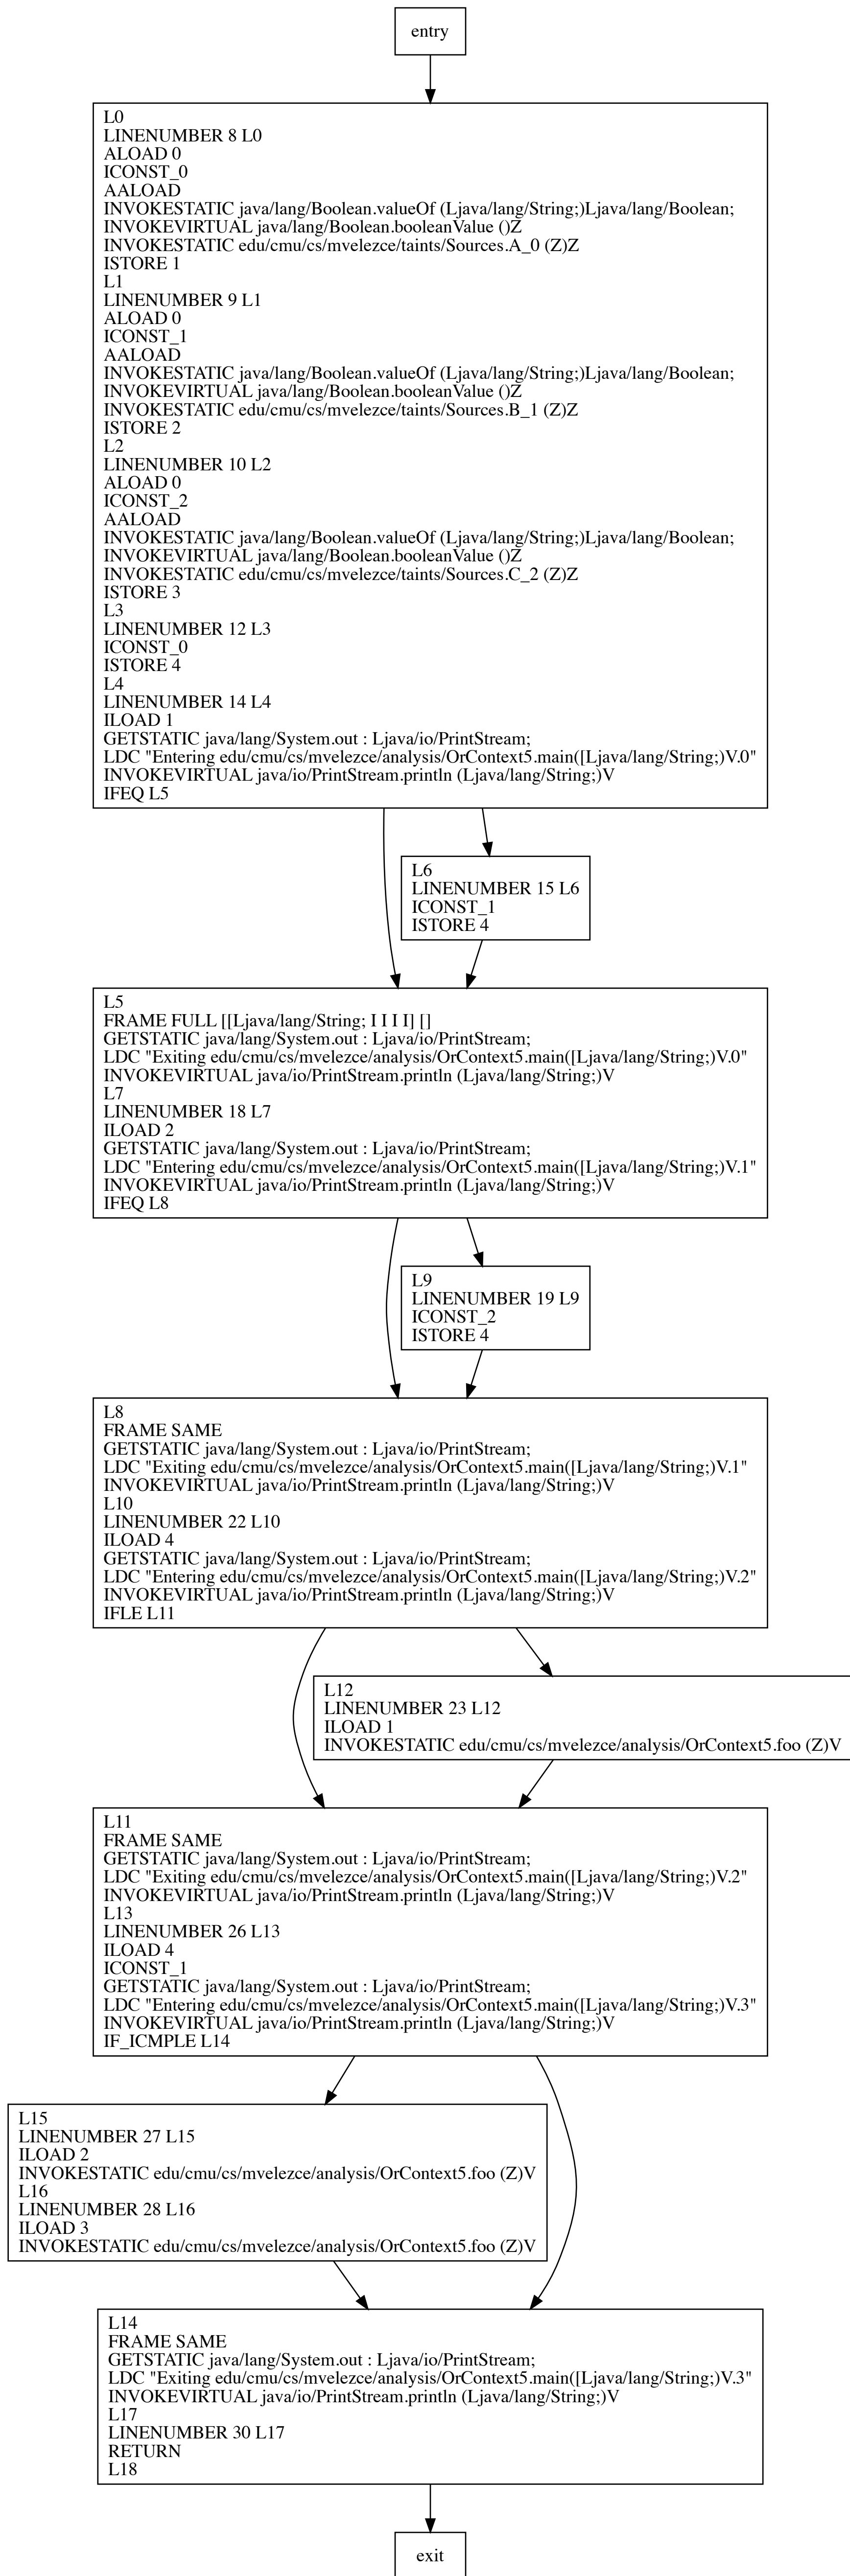 entry
L0
LINENUMBER 8 L0
ALOAD 0
ICONST_0
AALOAD
INVOKESTATIC java/lang/Boolean.valueOf (Ljava/lang/String;)Ljava/lang/Boolean;
INVOKEVIRTUAL java/lang/Boolean.booleanValue ()Z
INVOKESTATIC edu/cmu/cs/mvelezce/taints/Sources.A_0 (Z)Z
ISTORE 1
L1
LINENUMBER 9 L1
ALOAD 0
ICONST_1
AALOAD
INVOKESTATIC java/lang/Boolean.valueOf (Ljava/lang/String;)Ljava/lang/Boolean;
INVOKEVIRTUAL java/lang/Boolean.booleanValue ()Z
INVOKESTATIC edu/cmu/cs/mvelezce/taints/Sources.B_1 (Z)Z
ISTORE 2
L2
LINENUMBER 10 L2
ALOAD 0
ICONST_2
AALOAD
INVOKESTATIC java/lang/Boolean.valueOf (Ljava/lang/String;)Ljava/lang/Boolean;
INVOKEVIRTUAL java/lang/Boolean.booleanValue ()Z
INVOKESTATIC edu/cmu/cs/mvelezce/taints/Sources.C_2 (Z)Z
ISTORE 3
L3
LINENUMBER 12 L3
ICONST_0
ISTORE 4
L4
LINENUMBER 14 L4
ILOAD 1
GETSTATIC java/lang/System.out : Ljava/io/PrintStream;
LDC "Entering edu/cmu/cs/mvelezce/analysis/OrContext5.main([Ljava/lang/String;)V.0"
INVOKEVIRTUAL java/io/PrintStream.println (Ljava/lang/String;)V
IFEQ L5
L6
LINENUMBER 15 L6
ICONST_1
ISTORE 4
L5
FRAME FULL [[Ljava/lang/String; I I I I] []
GETSTATIC java/lang/System.out : Ljava/io/PrintStream;
LDC "Exiting edu/cmu/cs/mvelezce/analysis/OrContext5.main([Ljava/lang/String;)V.0"
INVOKEVIRTUAL java/io/PrintStream.println (Ljava/lang/String;)V
L7
LINENUMBER 18 L7
ILOAD 2
GETSTATIC java/lang/System.out : Ljava/io/PrintStream;
LDC "Entering edu/cmu/cs/mvelezce/analysis/OrContext5.main([Ljava/lang/String;)V.1"
INVOKEVIRTUAL java/io/PrintStream.println (Ljava/lang/String;)V
IFEQ L8
L9
LINENUMBER 19 L9
ICONST_2
ISTORE 4
L8
FRAME SAME
GETSTATIC java/lang/System.out : Ljava/io/PrintStream;
LDC "Exiting edu/cmu/cs/mvelezce/analysis/OrContext5.main([Ljava/lang/String;)V.1"
INVOKEVIRTUAL java/io/PrintStream.println (Ljava/lang/String;)V
L10
LINENUMBER 22 L10
ILOAD 4
GETSTATIC java/lang/System.out : Ljava/io/PrintStream;
LDC "Entering edu/cmu/cs/mvelezce/analysis/OrContext5.main([Ljava/lang/String;)V.2"
INVOKEVIRTUAL java/io/PrintStream.println (Ljava/lang/String;)V
IFLE L11
L12
LINENUMBER 23 L12
ILOAD 1
INVOKESTATIC edu/cmu/cs/mvelezce/analysis/OrContext5.foo (Z)V
L11
FRAME SAME
GETSTATIC java/lang/System.out : Ljava/io/PrintStream;
LDC "Exiting edu/cmu/cs/mvelezce/analysis/OrContext5.main([Ljava/lang/String;)V.2"
INVOKEVIRTUAL java/io/PrintStream.println (Ljava/lang/String;)V
L13
LINENUMBER 26 L13
ILOAD 4
ICONST_1
GETSTATIC java/lang/System.out : Ljava/io/PrintStream;
LDC "Entering edu/cmu/cs/mvelezce/analysis/OrContext5.main([Ljava/lang/String;)V.3"
INVOKEVIRTUAL java/io/PrintStream.println (Ljava/lang/String;)V
IF_ICMPLE L14
L15
LINENUMBER 27 L15
ILOAD 2
INVOKESTATIC edu/cmu/cs/mvelezce/analysis/OrContext5.foo (Z)V
L16
LINENUMBER 28 L16
ILOAD 3
INVOKESTATIC edu/cmu/cs/mvelezce/analysis/OrContext5.foo (Z)V
L14
FRAME SAME
GETSTATIC java/lang/System.out : Ljava/io/PrintStream;
LDC "Exiting edu/cmu/cs/mvelezce/analysis/OrContext5.main([Ljava/lang/String;)V.3"
INVOKEVIRTUAL java/io/PrintStream.println (Ljava/lang/String;)V
L17
LINENUMBER 30 L17
RETURN
L18
exit